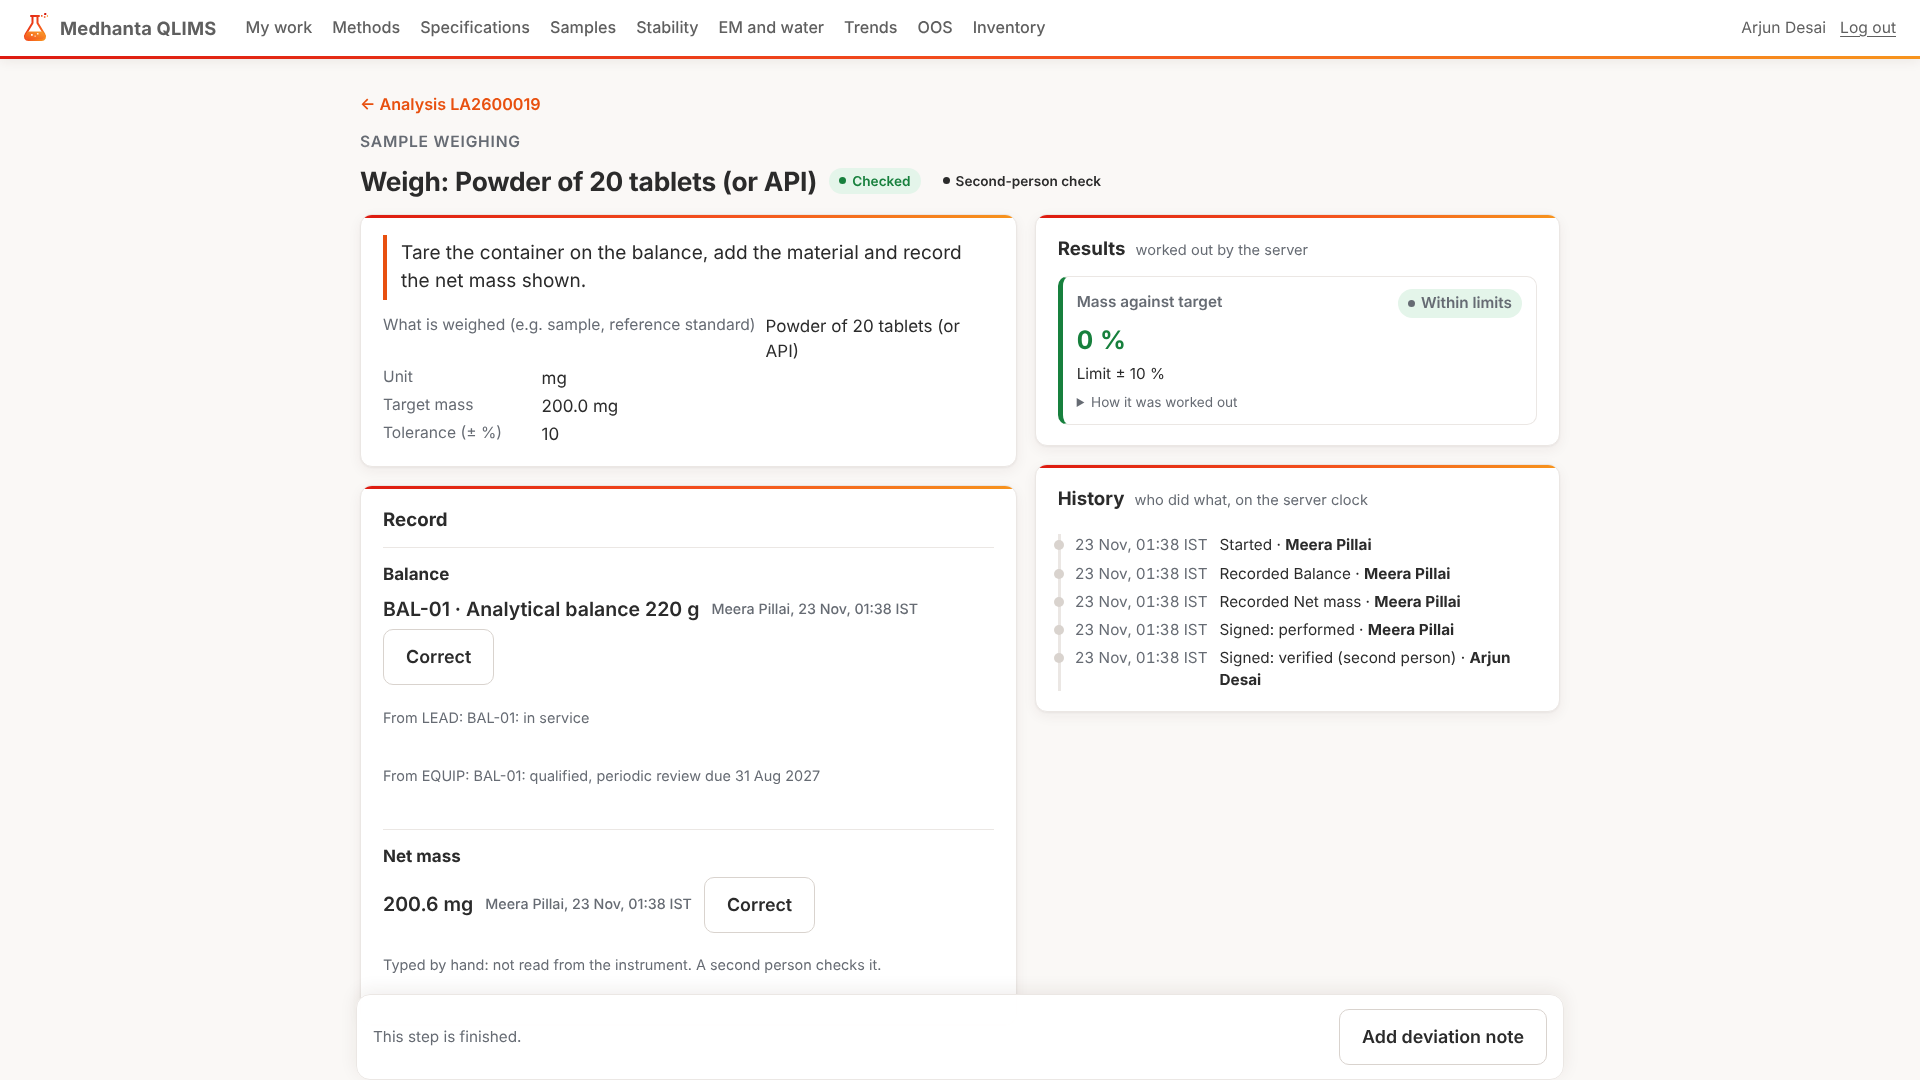 Medhanta QLIMS My work Methods Specifications Samples Stability EM and water Trends OOS Inventory Arjun Desai Log out
← Analysis LA2600019
SAMPLE WEIGHING
Weigh: Powder of 20 tablets (or API) • Checked • Second-person check
Tare the container on the balance, add the material and record
the net mass shown.
What is weighed (e.g. sample, reference standard) Powder of 20 tablets (or
API)
Unit mg
Target mass 200.0 mg
Tolerance (± %) 10
Record
Balance
BAL-01 · Analytical balance 220 g Meera Pillai, 23 Nov, 01:38 IST
Correct
From LEAD: BAL-01: in service
From EQUIP: BAL-01: qualified, periodic review due 31 Aug 2027
Net mass
200.6 mg Meera Pillai, 23 Nov, 01:38 IST Correct
Typed by hand: not read from the instrument. A second person checks it.
Results worked out by the server
Mass against target • Within limits
0 %
Limit ± 10 %
▶ How it was worked out
History who did what, on the server clock
23 Nov, 01:38 IST Started · Meera Pillai
23 Nov, 01:38 IST Recorded Balance · Meera Pillai
23 Nov, 01:38 IST Recorded Net mass · Meera Pillai
23 Nov, 01:38 IST Signed: performed · Meera Pillai
23 Nov, 01:38 IST Signed: verified (second person) · Arjun
Desai
This step is finished. Add deviation note